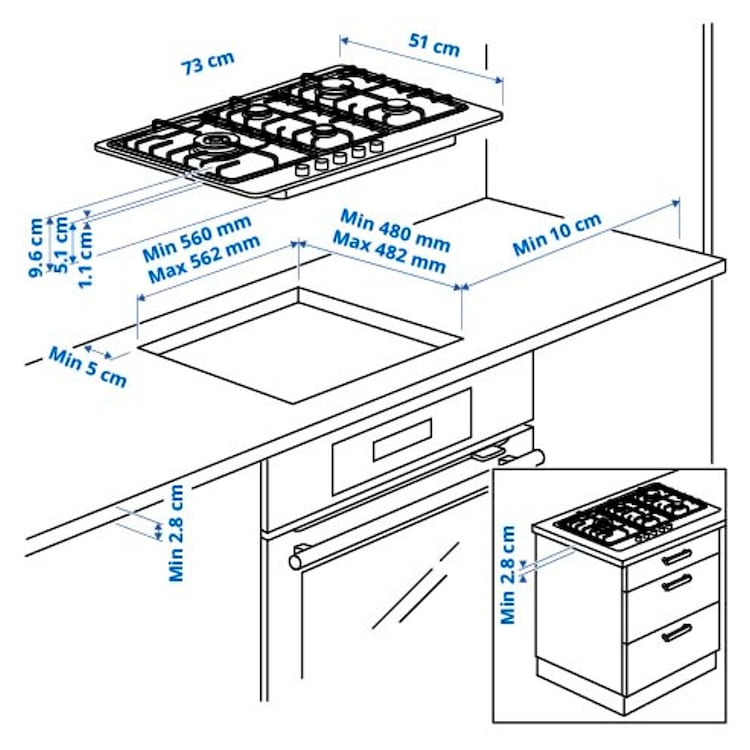 51 cm
73 cm
9.6 cm
5.1 cm
1.1 cm
Min 560 mm
Max 562 mm
Min 480 mm
Max 482 mm
Min 10 cm
Min 5 cm
Min 2.8 cm
Min 2.8 cm